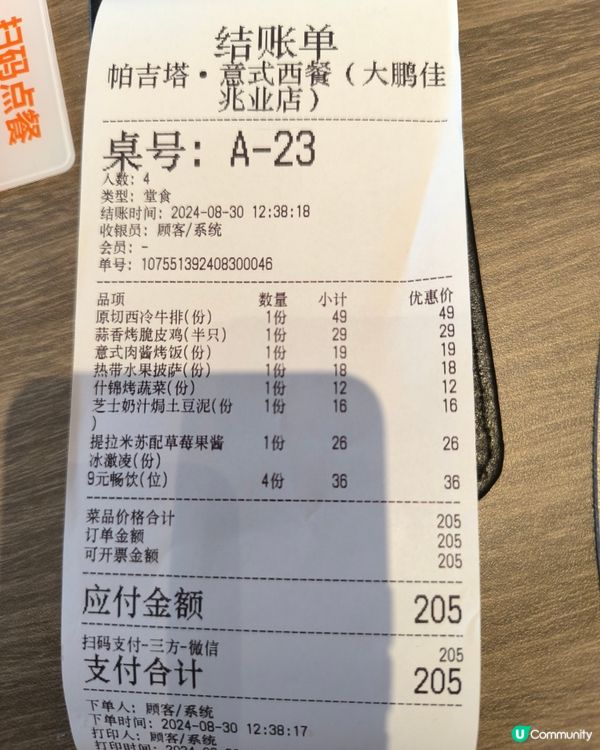 扫码点餐
结账单
帕吉塔·意式西餐（大鹏佳
兆业店）
桌号: A-23
人数: 4
类型: 堂食
结账时间: 2024-08-30 12:38:18
收银员: 顾客/系统
会员: -
单号: 107551392408300046
品项 数量 小计 优惠价
原切西冷牛排(份) 1份 49 49
蒜香烤脆皮鸡(半只) 1份 29 29
意式肉酱烤饭(份) 1份 19 19
热带水果披萨(份) 1份 18 18
什锦烤蔬菜(份) 1份 12 12
芝士奶汁焗土豆泥(份 1份 16 16
)
提拉米苏配草莓果酱 1份 26 26
冰激凌(份)
9元畅饮(位) 4份 36 36
菜品价格合计 205
订单金额 205
可开票金额 205
应付金额 205
扫码支付-三方-微信 205
支付合计 205
下单人: 顾客/系统
下单时间: 2024-08-30 12:38:17
打印人: 顾客/系统
打印时间:
U Community